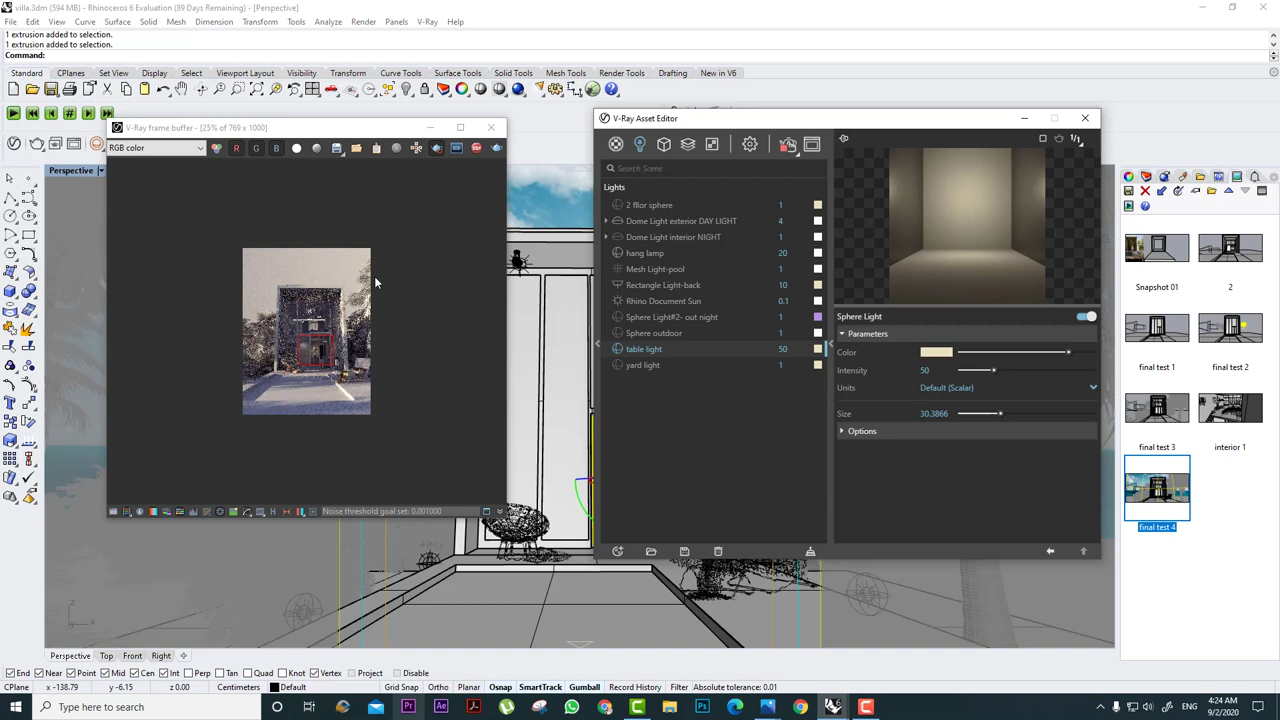 villa.3dm (594 MB) - Rhinoceros 6 Evaluation (89 Days Remaining) - [Perspective]
File Edit View Curve Surface Solid Mesh Dimension Transform Tools Analyze Render Panels V-Ray Help
1 extrusion added to selection.
1 extrusion added to selection.
Command:
Standard CPlanes Set View Display Select Viewport Layout Visibility Transform Curve Tools Surface Tools Solid Tools Mesh Tools Render Tools Drafting New in V6
V-Ray frame buffer - [25% of 769 x 1000]
RGB color R G B
Noise threshold goal set: 0.001000
Perspective
V-Ray Asset Editor
1/1
Search Scene
Lights
2 fllor sphere 1
Dome Light exterior DAY LIGHT 4
Dome Light interior NIGHT 1
hang lamp 20
Mesh Light-pool 1
Rectangle Light-back 10
Rhino Document Sun 0.1
Sphere Light#2- out night 1
Sphere outdoor 1
table light 50
yard light 1
Sphere Light
Parameters
Color
Intensity 50
Units Default (Scalar)
Size 30.3866
Options
Snapshot 01 2
final test 1 final test 2
final test 3 interior 1
final test 4
z x
Perspective Top Front Right
End Near Point Mid Cen Int Perp Tan Quad Knot Vertex Project Disable
CPlane x -138.79 y -6.15 z 0.00 Centimeters Default Grid Snap Ortho Planar Osnap SmartTrack Gumball Record History Filter Absolute tolerance: 0.01
Type here to search
Pr Ae Ps
4:24 AM
9/2/2020